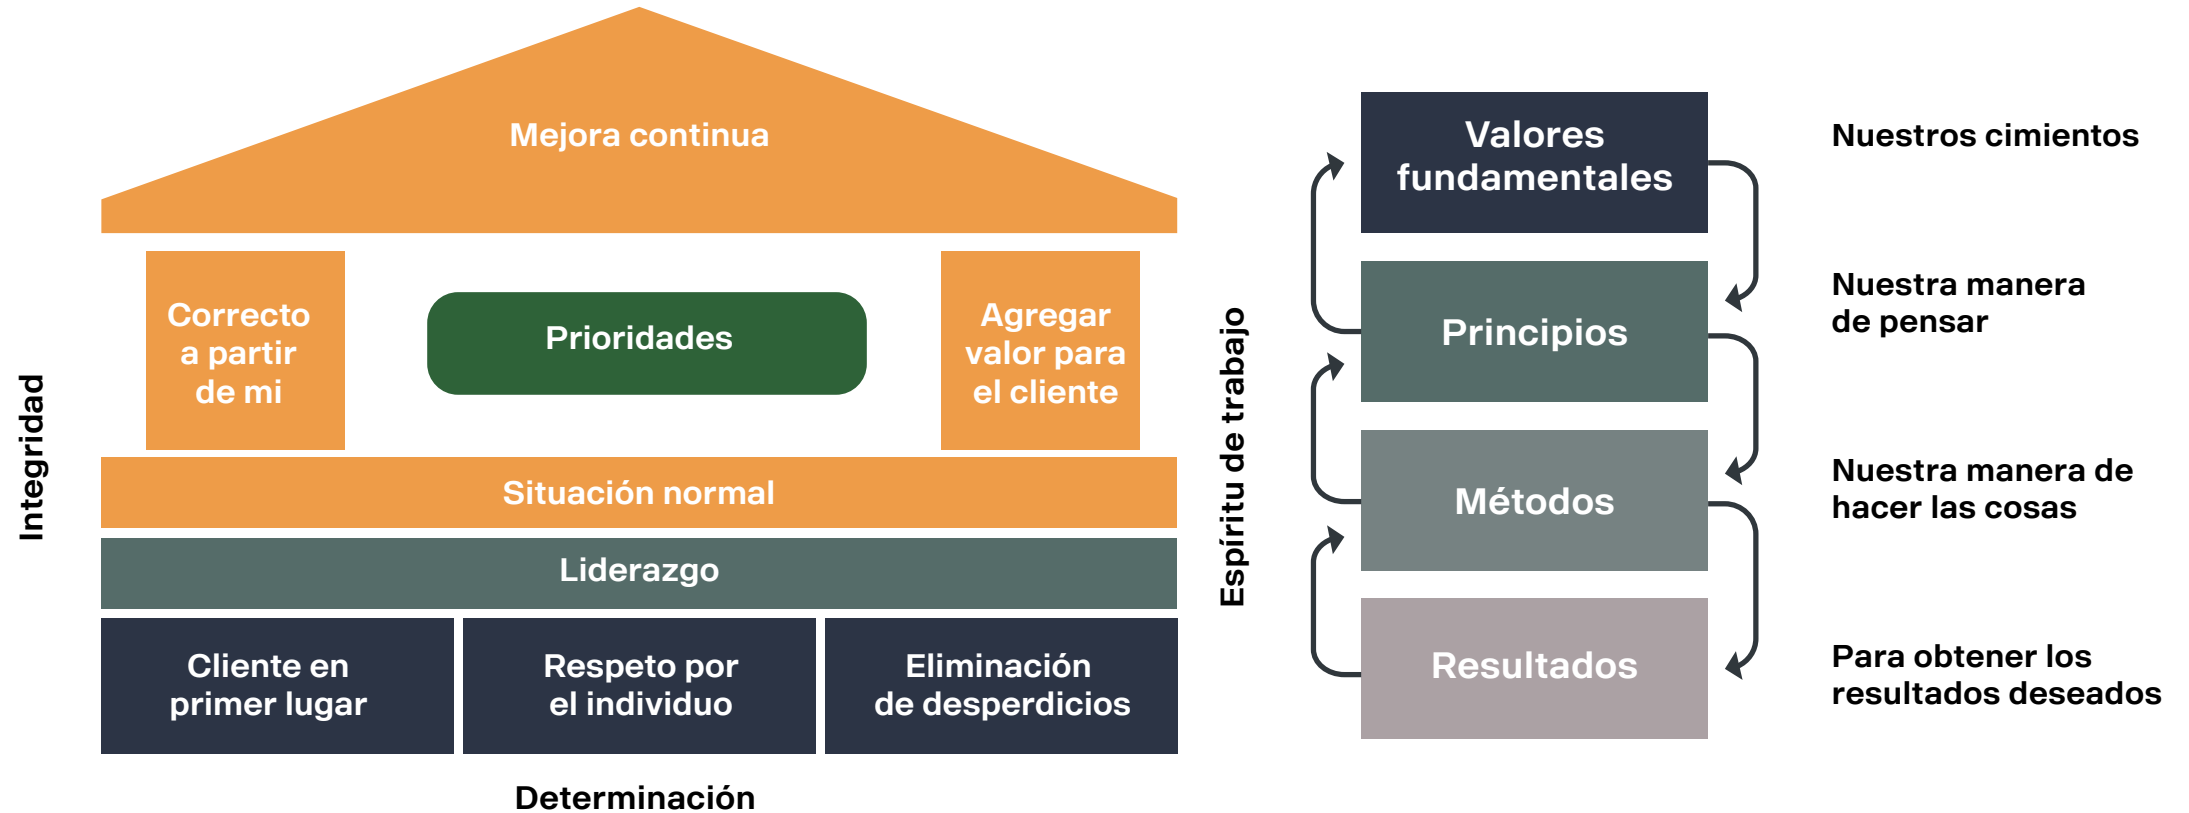 Mejora continua
Correcto
a partir
de mi
Prioridades
Agregar
valor para
el cliente
Situación normal
Liderazgo
Cliente en
primer lugar
Respeto por
el individuo
Eliminación
de desperdicios
Integridad
Determinación
Espíritu de trabajo
Valores
fundamentales
Nuestros cimientos
Principios
Nuestra manera
de pensar
Métodos
Nuestra manera de
hacer las cosas
Resultados
Para obtener los
resultados deseados